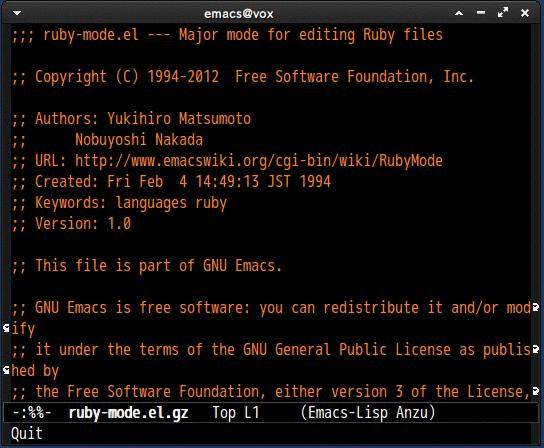 emacs@vox
;;; ruby-mode.el --- Major mode for editing Ruby files
;; Copyright (C) 1994-2012  Free Software Foundation, Inc.
;; Authors: Yukihiro Matsumoto
;;      Nobuyoshi Nakada
;; URL: http://www.emacswiki.org/cgi-bin/wiki/RubyMode
;; Created: Fri Feb  4 14:49:13 JST 1994
;; Keywords: languages ruby
;; Version: 1.0
;; This file is part of GNU Emacs.
;; GNU Emacs is free software: you can redistribute it and/or mod
ify
;; it under the terms of the GNU General Public License as publis
hed by
;; the Free Software Foundation, either version 3 of the License,
-:%%-  ruby-mode.el.gz   Top L1     (Emacs-Lisp Anzu)
Quit